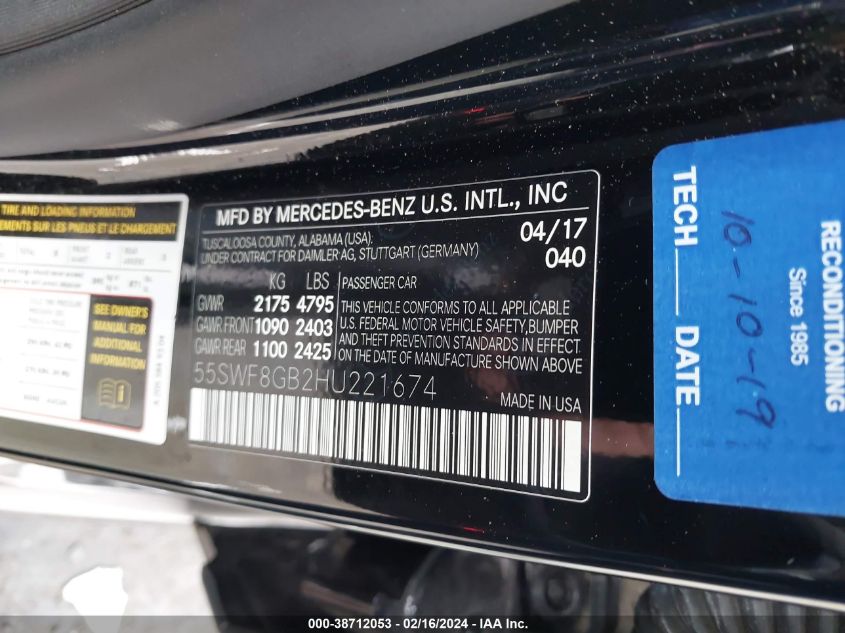 TIRE AND LOADING INFORMATION
SEE OWNER'S
MANUAL FOR
ADDITIONAL
INFORMATION
MFD BY MERCEDES-BENZ U.S. INTL., INC
TUSCALOOSA COUNTY, ALABAMA (USA):
UNDER CONTRACT FOR DAIMLER AG, STUTTGART (GERMANY)
04/17
040
KG LBS
GVWR 2175 4795
GAWR FRONT 1090 2403
GAWR REAR 1100 2425
PASSENGER CAR
THIS VEHICLE CONFORMS TO ALL APPLICABLE
U.S. FEDERAL MOTOR VEHICLE SAFETY, BUMPER
AND THEFT PREVENTION STANDARDS IN EFFECT
ON THE DATE OF MANUFACTURE SHOWN ABOVE
55SWF8GB2HU221674
MADE IN USA
RECONDITIONING
Since 1985
10-10-19
TECH DATE
000-38712053 - 02/16/2024 - IAA Inc.